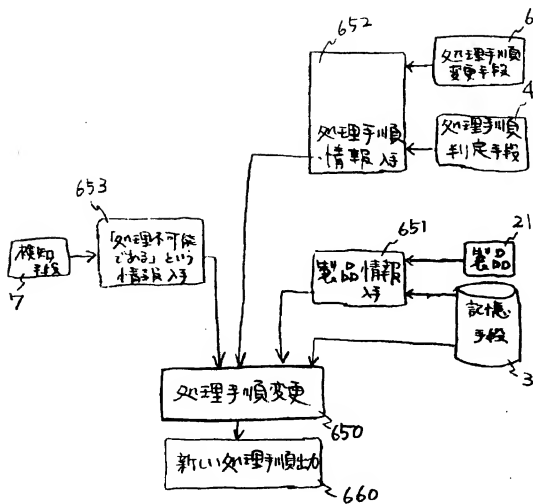 652
6
処理手順
変更手段
4
処理手順
判定手段
処理手順
情報入手
653
「処理不可能
である」という
情報入手
検知
手段
7
651
製品情報
入手
21
製品
記憶
手段
3
処理手順変更
650
新しい処理手順出力
660